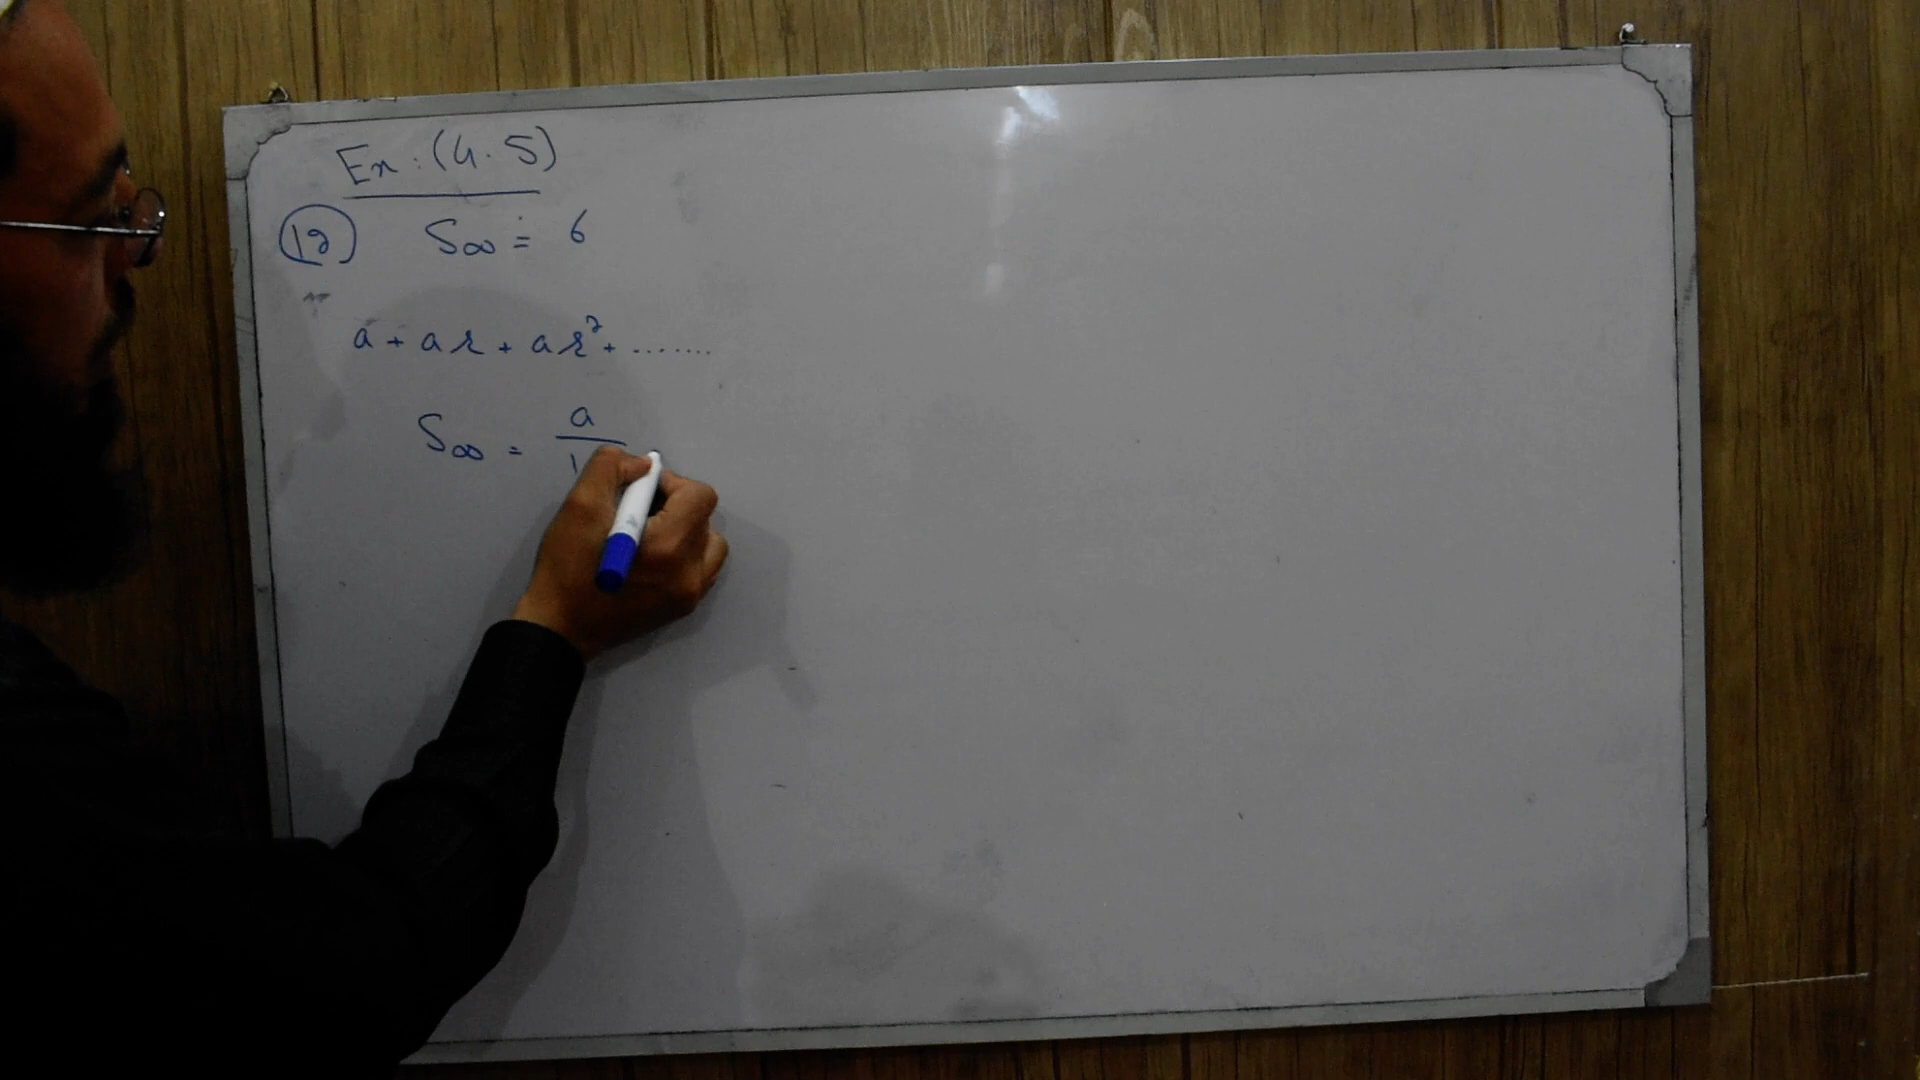 Ex: (4.5)
(12) S∞ = 6
a + ar + ar² + .......
S∞ = a / 1